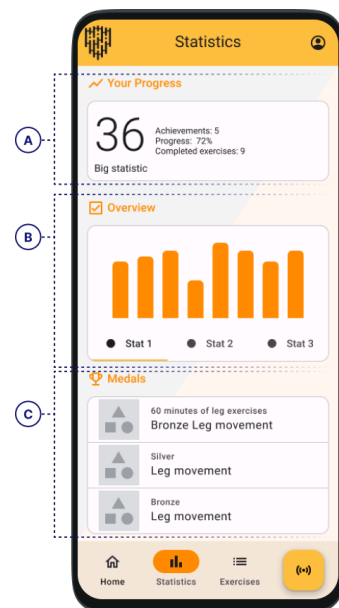 Statistics
Your Progress
A
36
Achievements: 5
Progress: 72%
Completed exercises: 9
Big statistic
Overview
B
Stat 1
Stat 2
Stat 3
Medals
C
60 minutes of leg exercises
Bronze Leg movement
Silver
Leg movement
Bronze
Leg movement
Home
Statistics
Exercises